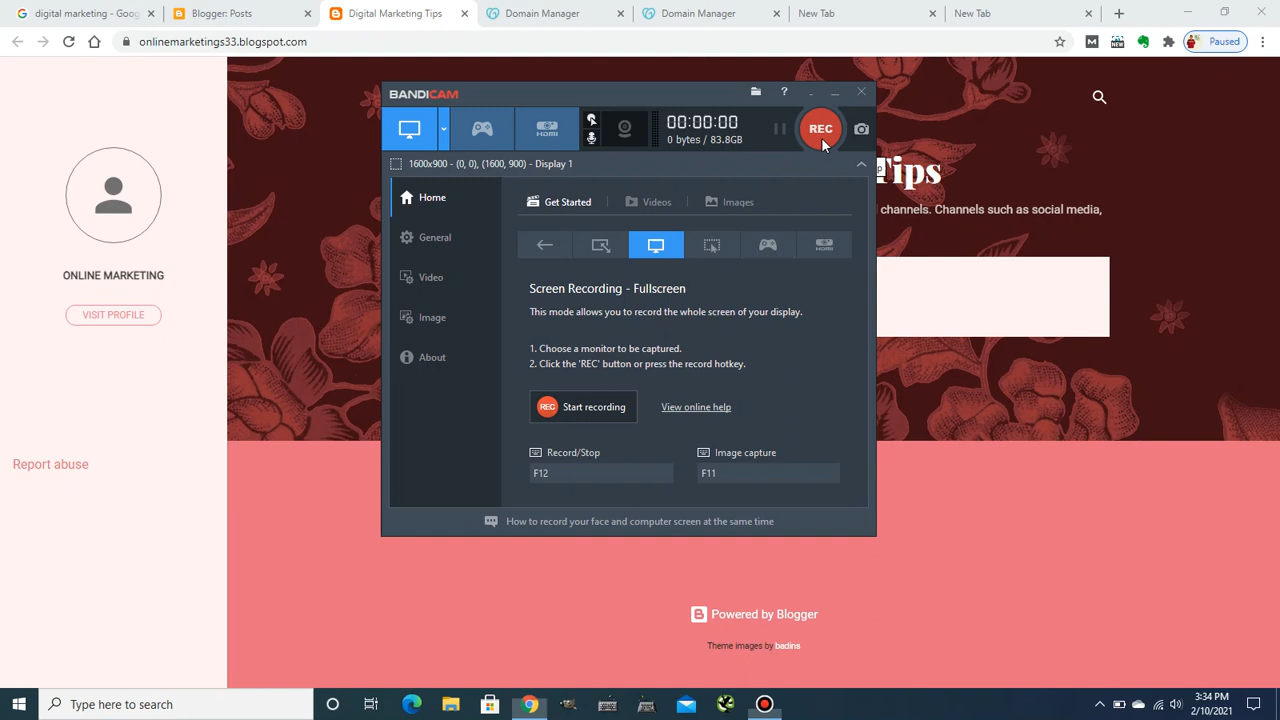 digital marketing - Goog
Blogger: Posts
Digital Marketing Tips
Domain Manager
Domain Manager
New Tab
New Tab
onlinemarketings33.blogspot.com
M
NEW
Paused
BANDICAM
?
HDMI
00:00:00
0 bytes / 83.8GB
REC
1600x900 - (0, 0), (1600, 900) - Display 1
Home
General
Video
Image
About
Get Started
Videos
Images
HDMI
Screen Recording - Fullscreen
This mode allows you to record the whole screen of your display.
1. Choose a monitor to be captured.
2. Click the 'REC' button or press the record hotkey.
REC Start recording
View online help
Record/Stop
Image capture
F12
F11
How to record your face and computer screen at the same time
Tips
channels. Channels such as social media,
ONLINE MARKETING
VISIT PROFILE
Report abuse
Powered by Blogger
Theme images by badins
Type here to search
3:34 PM
2/10/2021